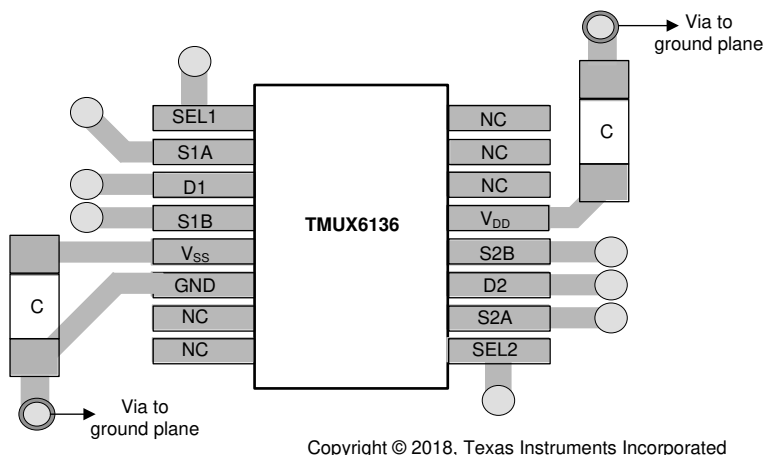 Via to
ground plane
SEL1
S1A
D1
S1B
VSS
GND
NC
NC
TMUX6136
NC
NC
NC
VDD
S2B
D2
S2A
SEL2
C
C
Via to
ground plane
Copyright © 2018, Texas Instruments Incorporated